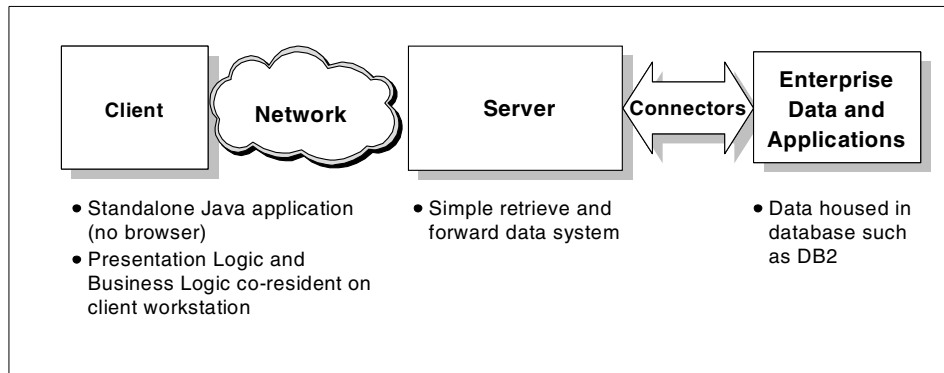 Client
Network
Server
Connectors
Enterprise
Data and
Applications
• Standalone Java application
(no browser)
• Presentation Logic and
Business Logic co-resident on
client workstation
• Simple retrieve and
forward data system
• Data housed in
database such
as DB2